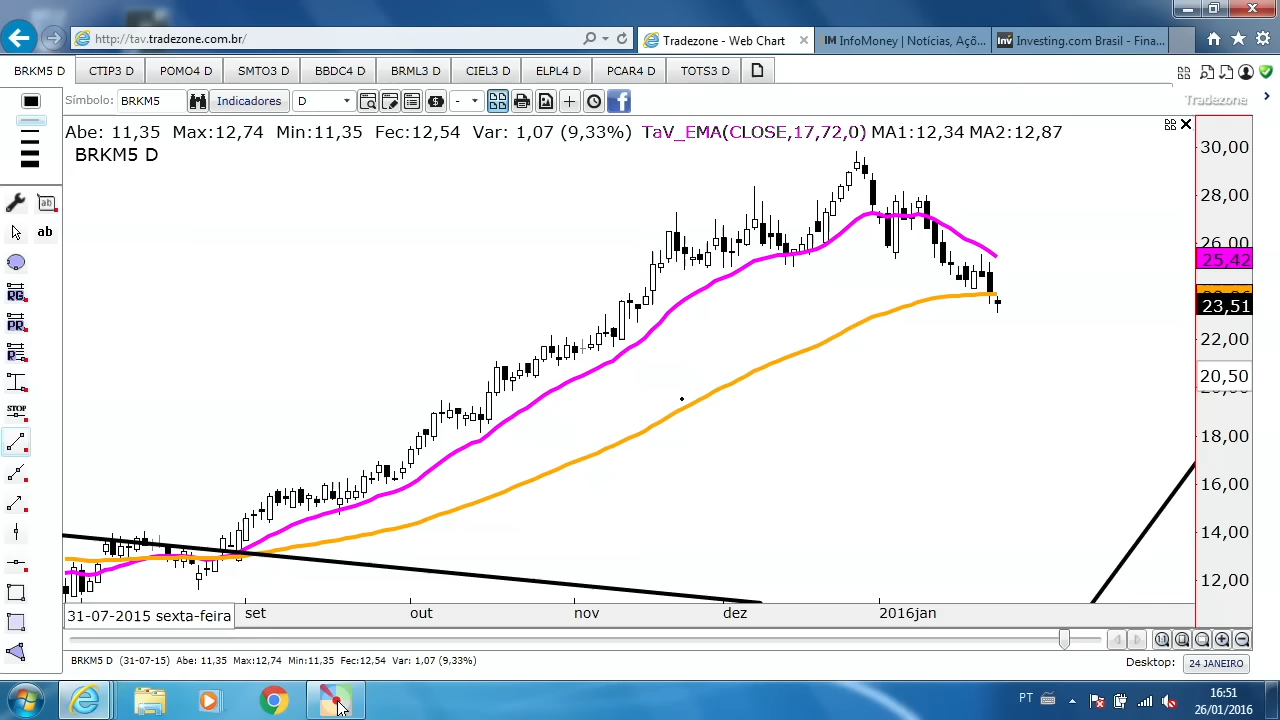 http://tav.tradezone.com.br/
Tradezone - Web Chart
InfoMoney | Notícias, Açõ...
Investing.com Brasil - Fina...
BRKM5 D
CTIP3 D
POMO4 D
SMTO3 D
BBDC4 D
BRML3 D
CIEL3 D
ELPL4 D
PCAR4 D
TOTS3 D
Símbolo: BRKM5
Indicadores
D
-
Tradezone
Abe: 11,35 Max:12,74 Min:11,35 Fec:12,54 Var: 1,07 (9,33%) TaV_EMA(CLOSE,17,72,0) MA1:12,34 MA2:12,87
BRKM5 D
30,00
28,00
26,00
25,42
23,51
22,00
20,50
18,00
16,00
14,00
12,00
ab
ab
RG
PR
STOP
31-07-2015 sexta-feira
set
out
nov
dez
2016jan
BRKM5 D (31-07-15) Abe: 11,35 Max:12,74 Min:11,35 Fec:12,54 Var: 1,07 (9,33%)
Desktop: 24 JANEIRO
PT
16:51
26/01/2016